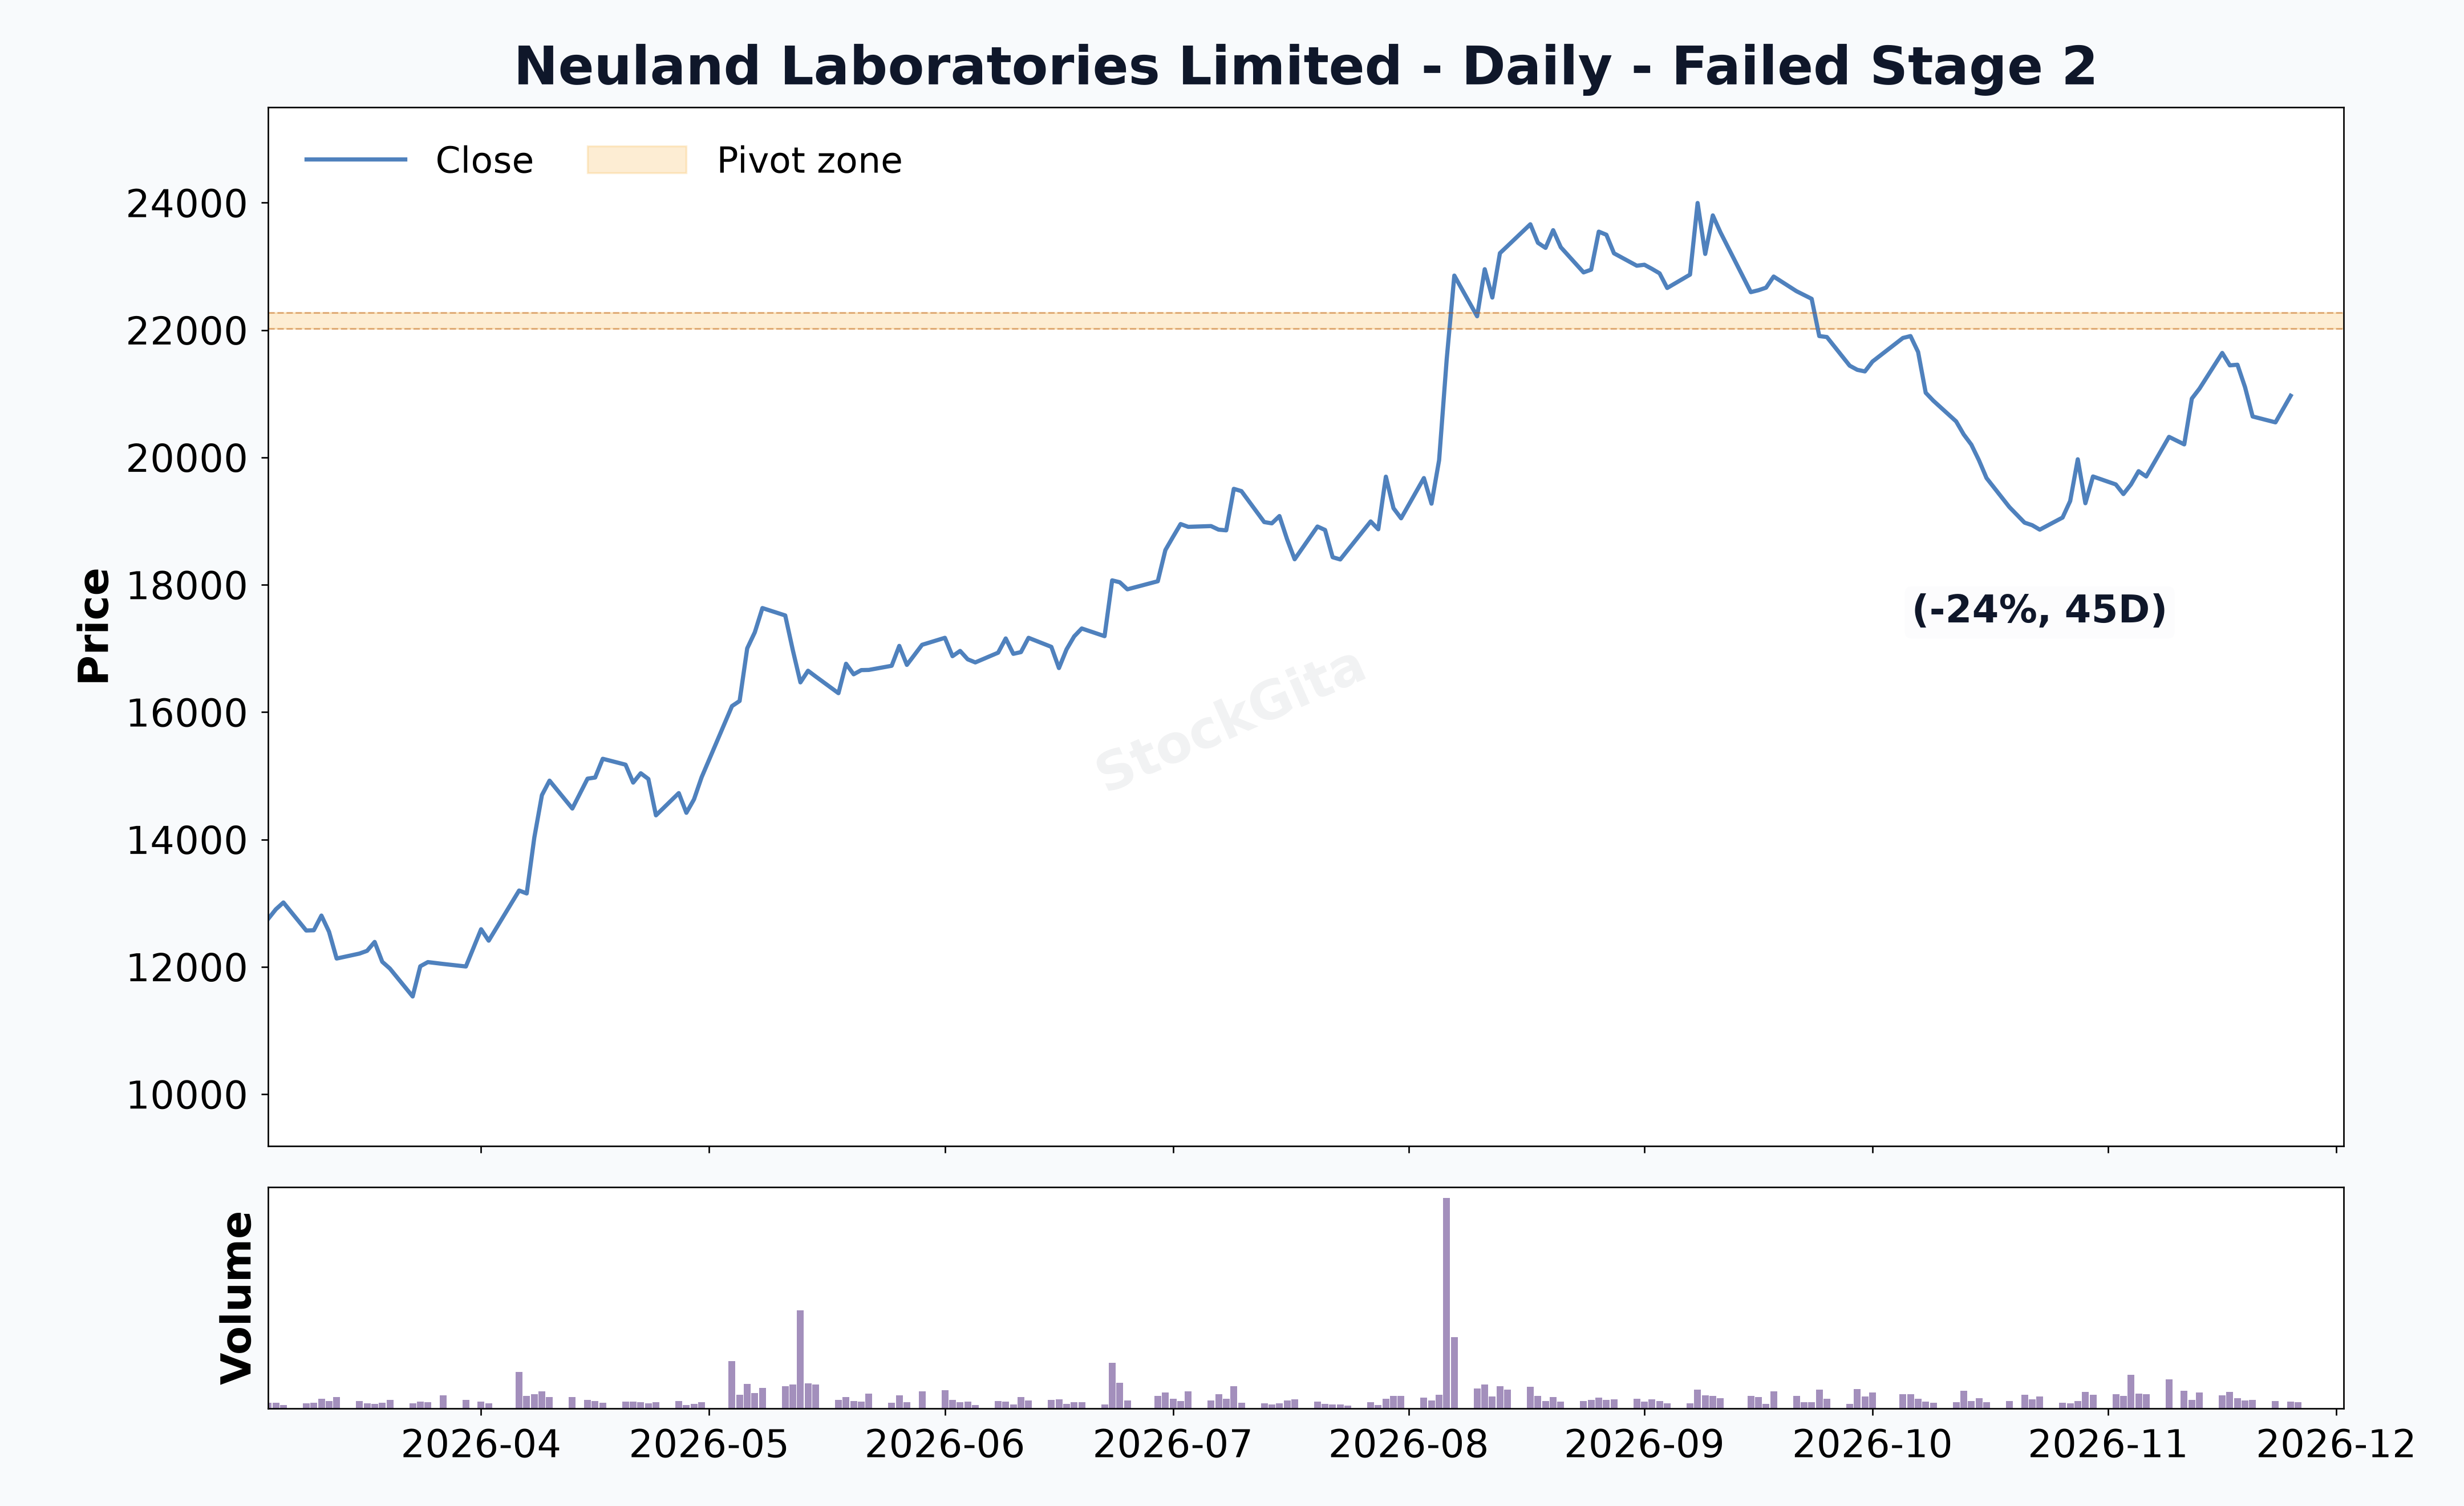 Neuland Laboratories Limited - Daily - Failed Stage 2
Close
Pivot zone
24000
22000
20000
18000
16000
14000
12000
10000
Price
(-24%, 45D)
StockGita
Volume
2026-04
2026-05
2026-06
2026-07
2026-08
2026-09
2026-10
2026-11
2026-12